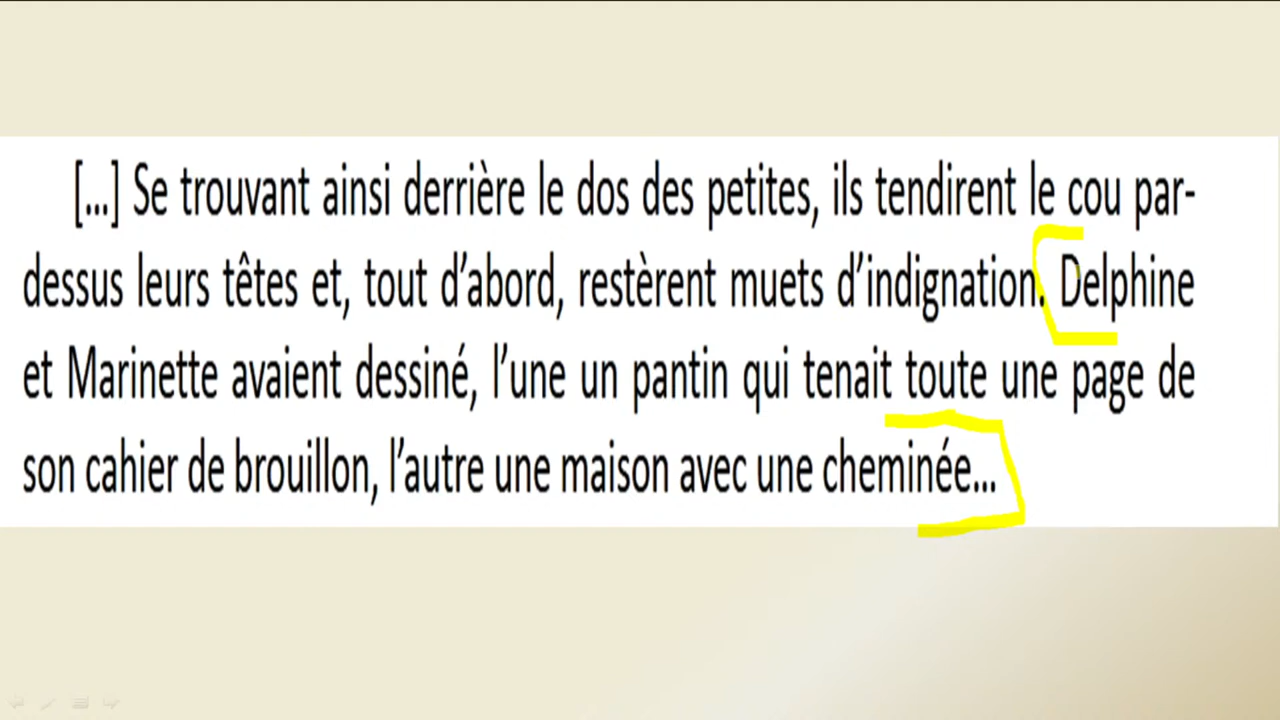 [...] Se trouvant ainsi derrière le dos des petites, ils tendirent le cou par-
dessus leurs têtes et, tout d’abord, restèrent muets d’indignation. Delphine
et Marinette avaient dessiné, l’une un pantin qui tenait toute une page de
son cahier de brouillon, l’autre une maison avec une cheminée...